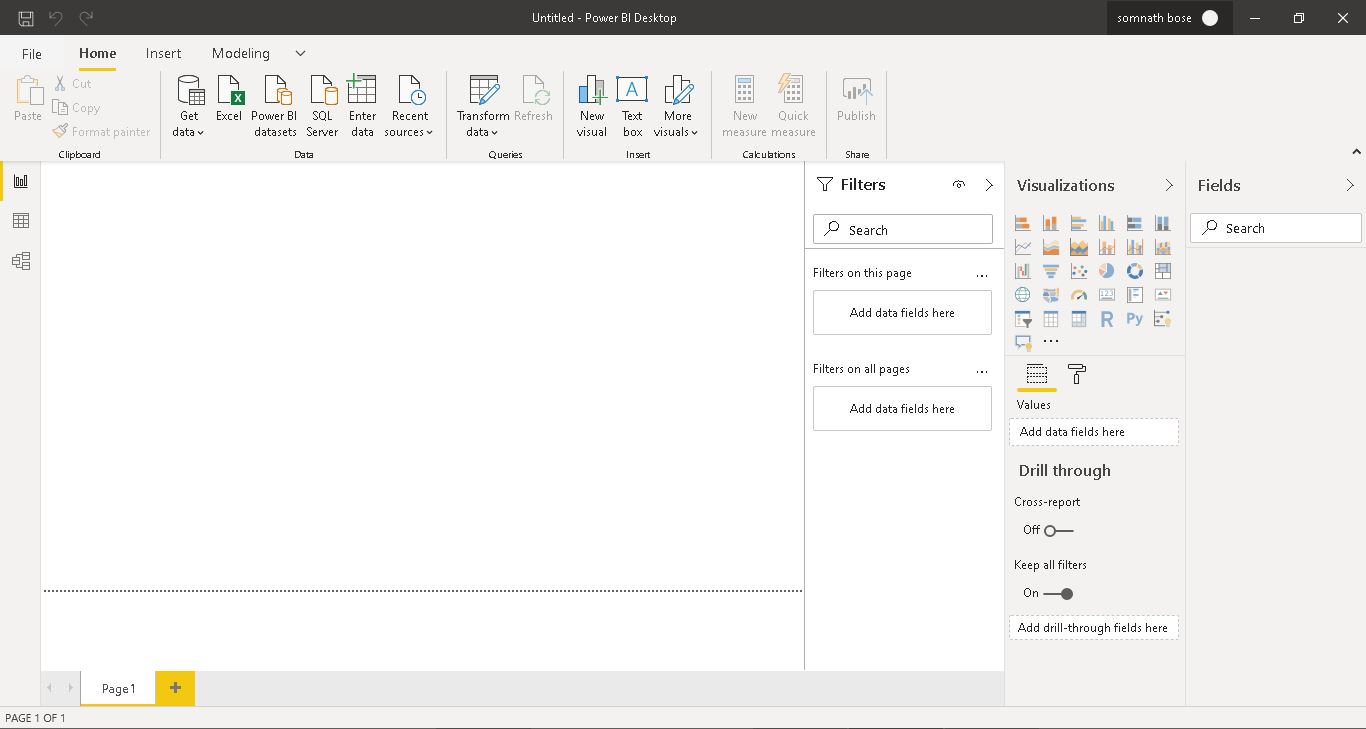 Untitled - Power BI Desktop
somnath bose
File Home Insert Modeling
Paste
Cut
Copy
Format painter
Clipboard
Get data
Excel
Power BI datasets
SQL Server
Enter data
Recent sources
Data
Transform data
Refresh
Queries
New visual
Text box
More visuals
Insert
New measure
Quick measure
Calculations
Publish
Share
Filters
Search
Filters on this page
Add data fields here
Filters on all pages
Add data fields here
Visualizations
123
R
Py
Values
Add data fields here
Drill through
Cross-report
Off
Keep all filters
On
Add drill-through fields here
Fields
Search
Page 1
PAGE 1 OF 1